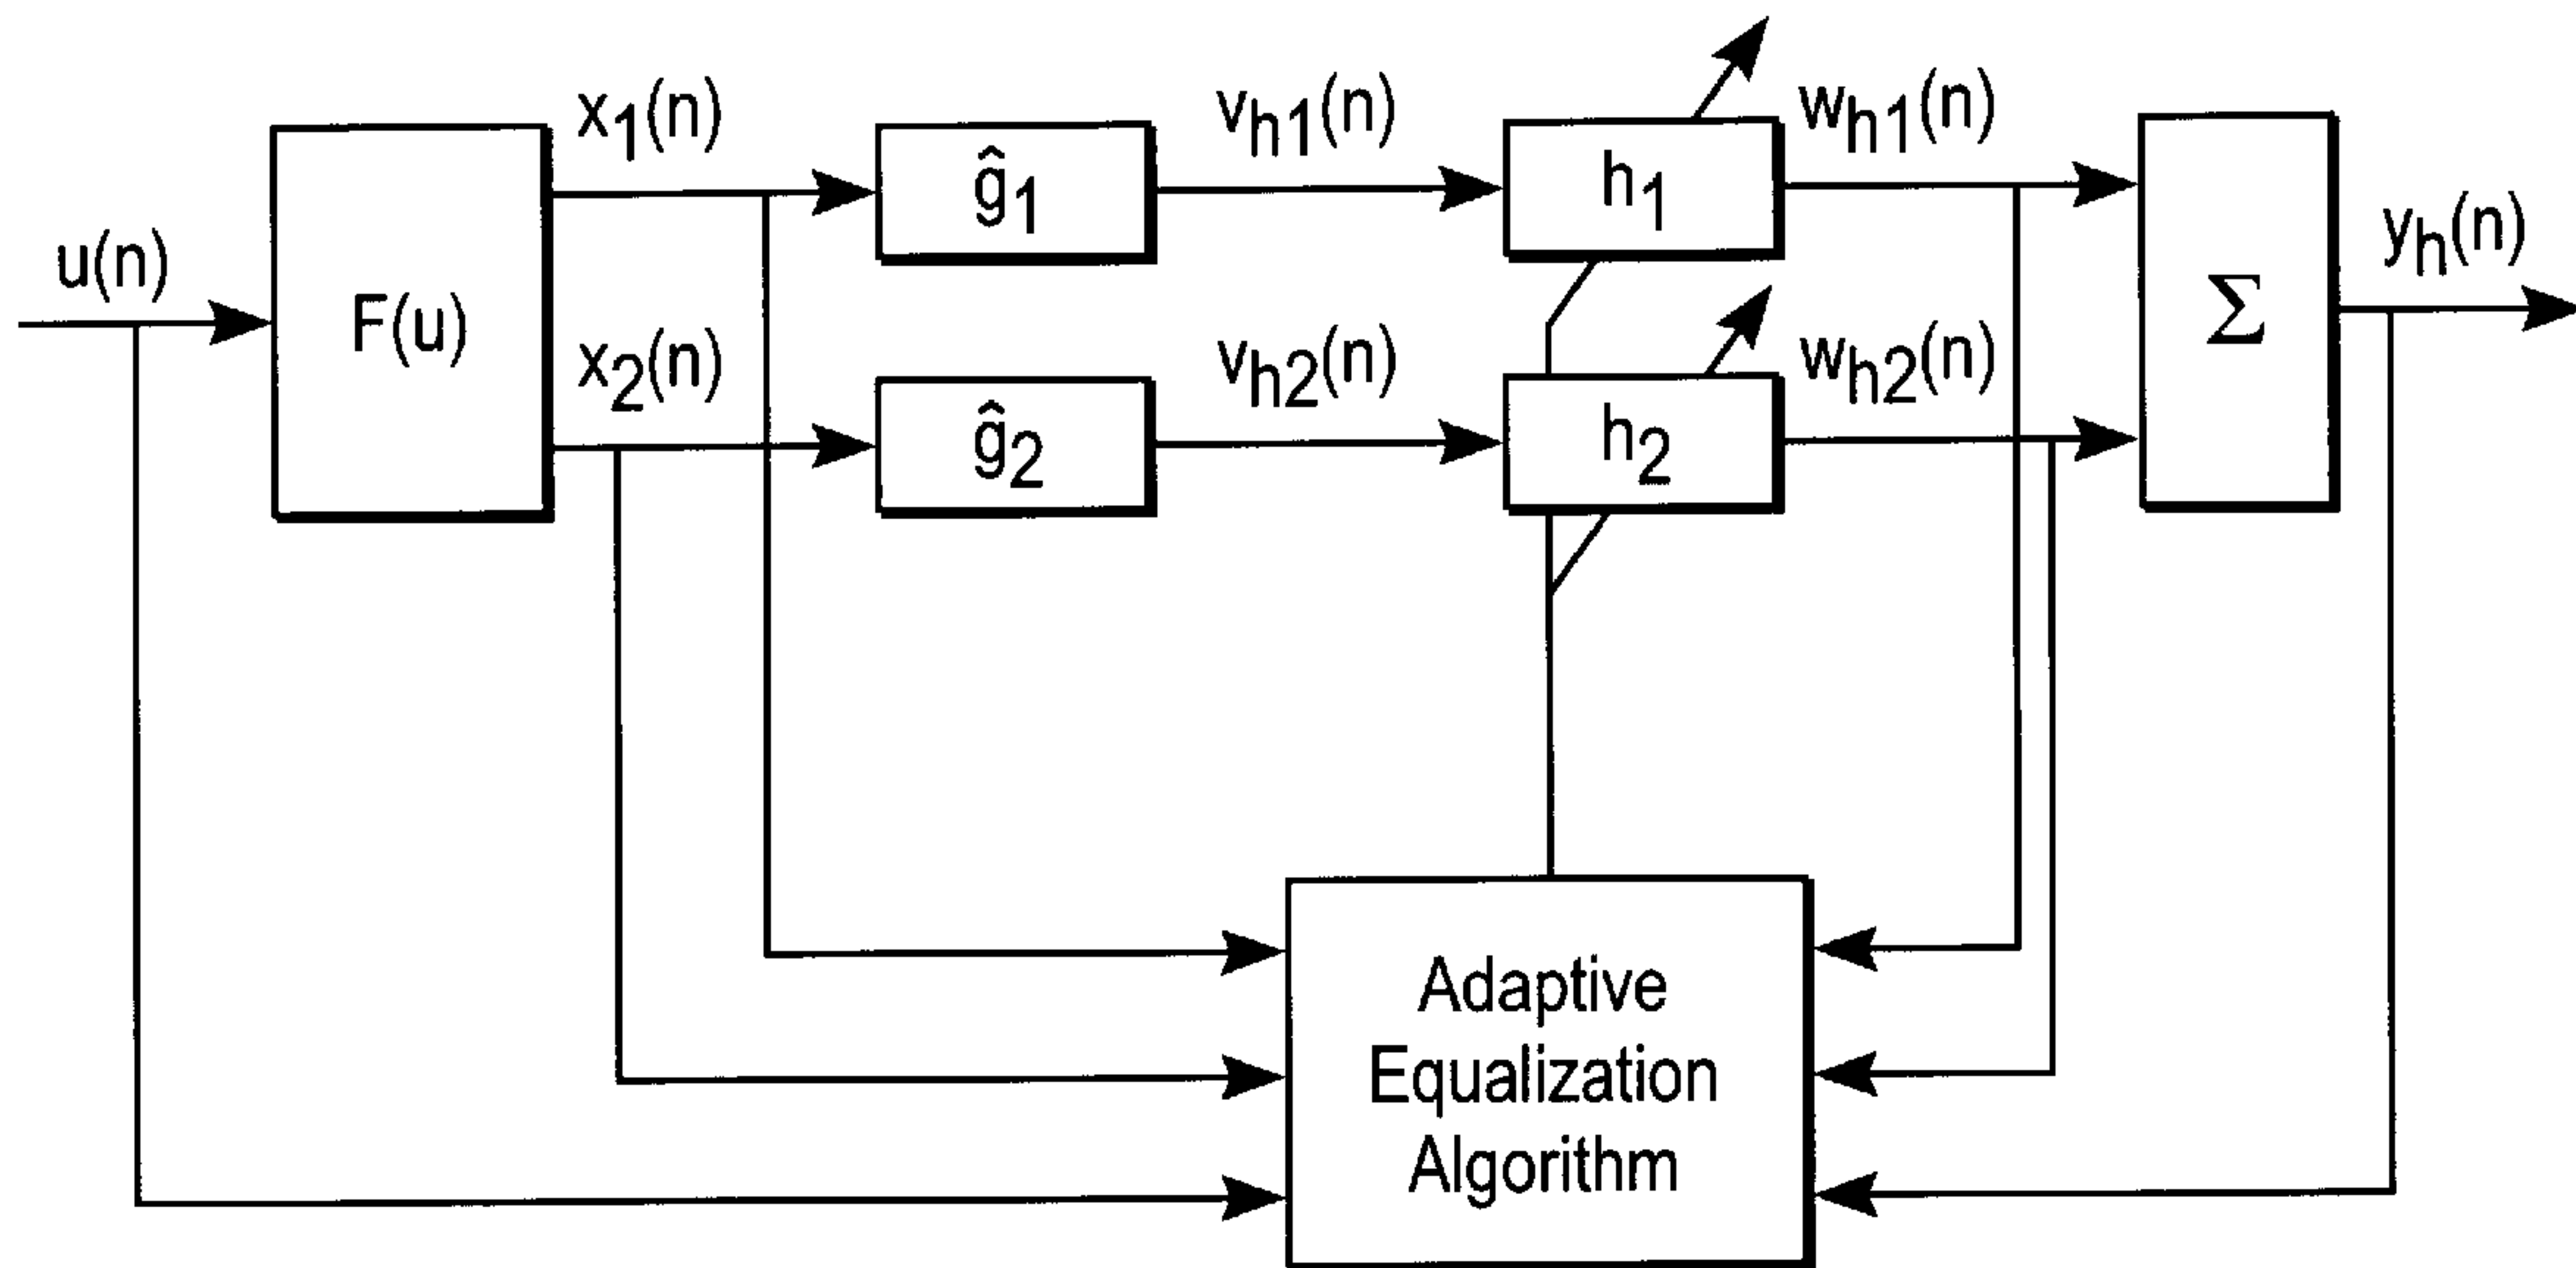 u(n)
F(u)
x₁(n)
x₂(n)
ĝ₁
ĝ₂
vₕ₁(n)
vₕ₂(n)
h₁
h₂
wₕ₁(n)
wₕ₂(n)
Σ
yₕ(n)
Adaptive
Equalization
Algorithm